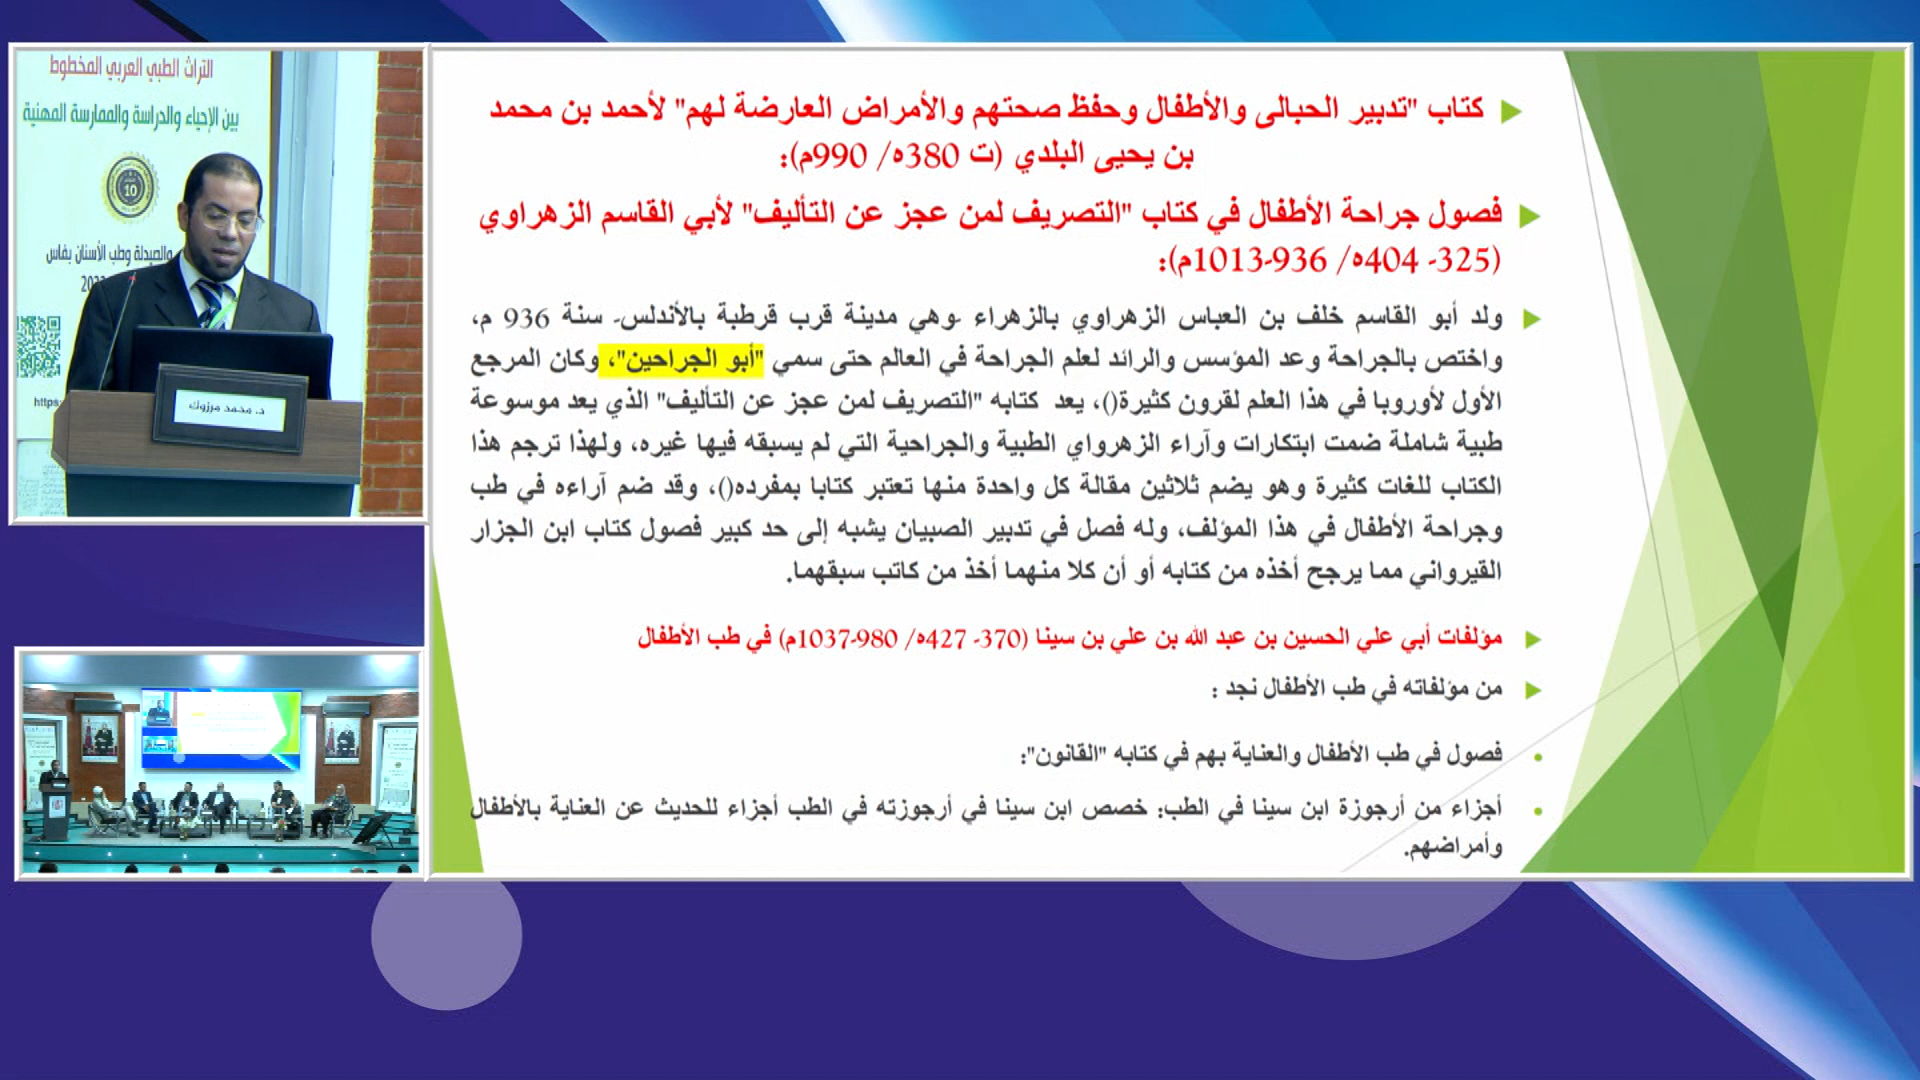 التراث الطبي العربي المخطوط
بين الإحياء والدراسة والممارسة المهنية
10
والصيدلة وطب الأسنان بفاس
https:
د. محمد مرزوك
كتاب "تدبير الحبالى والأطفال وحفظ صحتهم والأمراض العارضة لهم" لأحمد بن محمد
بن يحيى البلدي (ت 380ه/ 990م):
فصول جراحة الأطفال في كتاب "التصريف لمن عجز عن التأليف" لأبي القاسم الزهراوي
(325- 404ه/ 936-1013م):
ولد أبو القاسم خلف بن العباس الزهراوي بالزهراء -وهي مدينة قرب قرطبة بالأندلس- سنة 936 م،
واختص بالجراحة وعد المؤسس والرائد لعلم الجراحة في العالم حتى سمي "أبو الجراحين"، وكان المرجع
الأول لأوروبا في هذا العلم لقرون كثيرة()، يعد كتابه "التصريف لمن عجز عن التأليف" الذي يعد موسوعة
طبية شاملة ضمت ابتكارات وآراء الزهرواي الطبية والجراحية التي لم يسبقه فيها غيره، ولهذا ترجم هذا
الكتاب للغات كثيرة وهو يضم ثلاثين مقالة كل واحدة منها تعتبر كتابا بمفرده()، وقد ضم آراءه في طب
وجراحة الأطفال في هذا المؤلف، وله فصل في تدبير الصبيان يشبه إلى حد كبير فصول كتاب ابن الجزار
القيرواني مما يرجح أخذه من كتابه أو أن كلا منهما أخذ من كاتب سبقهما.
مؤلفات أبي علي الحسين بن عبد الله بن علي بن سينا (370- 427ه/ 980-1037م) في طب الأطفال
من مؤلفاته في طب الأطفال نجد :
فصول في طب الأطفال والعناية بهم في كتابه "القانون":
أجزاء من أرجوزة ابن سينا في الطب: خصص ابن سينا في أرجوزته في الطب أجزاء للحديث عن العناية بالأطفال
وأمراضهم.